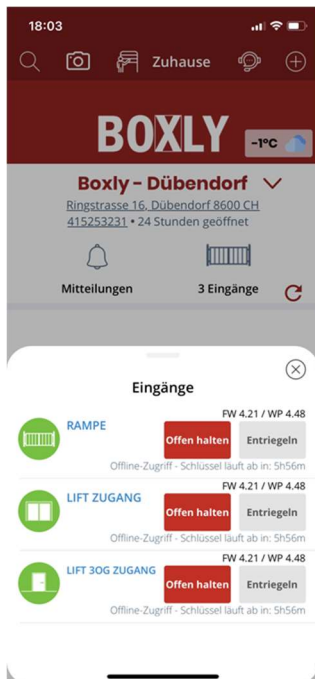 18:03
Zuhause
BOXLY
-1°C
Boxly - Dübendorf
Ringstrasse 16, Dübendorf 8600 CH
415253231 • 24 Stunden geöffnet
Mitteilungen
3 Eingänge
Eingänge
FW 4.21 / WP 4.48
RAMPE
Offen halten
Entriegeln
Offline-Zugriff - Schlüssel läuft ab in: 5h56m
FW 4.21 / WP 4.48
LIFT ZUGANG
Offen halten
Entriegeln
Offline-Zugriff - Schlüssel läuft ab in: 5h56m
FW 4.21 / WP 4.48
LIFT 3OG ZUGANG
Offen halten
Entriegeln
Offline-Zugriff - Schlüssel läuft ab in: 5h56m